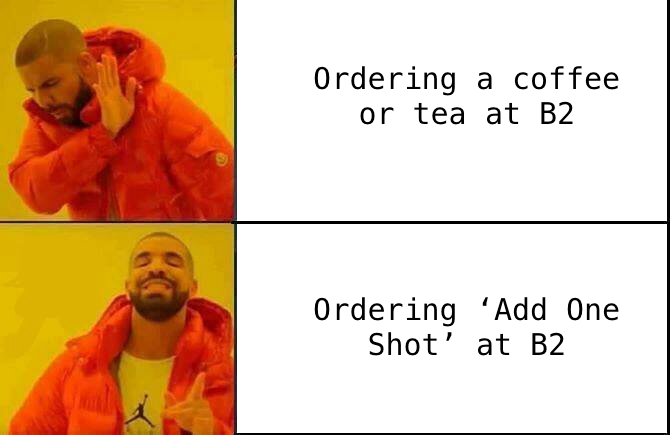 Ordering a coffee
or tea at B2
Ordering ‘Add One
Shot’ at B2